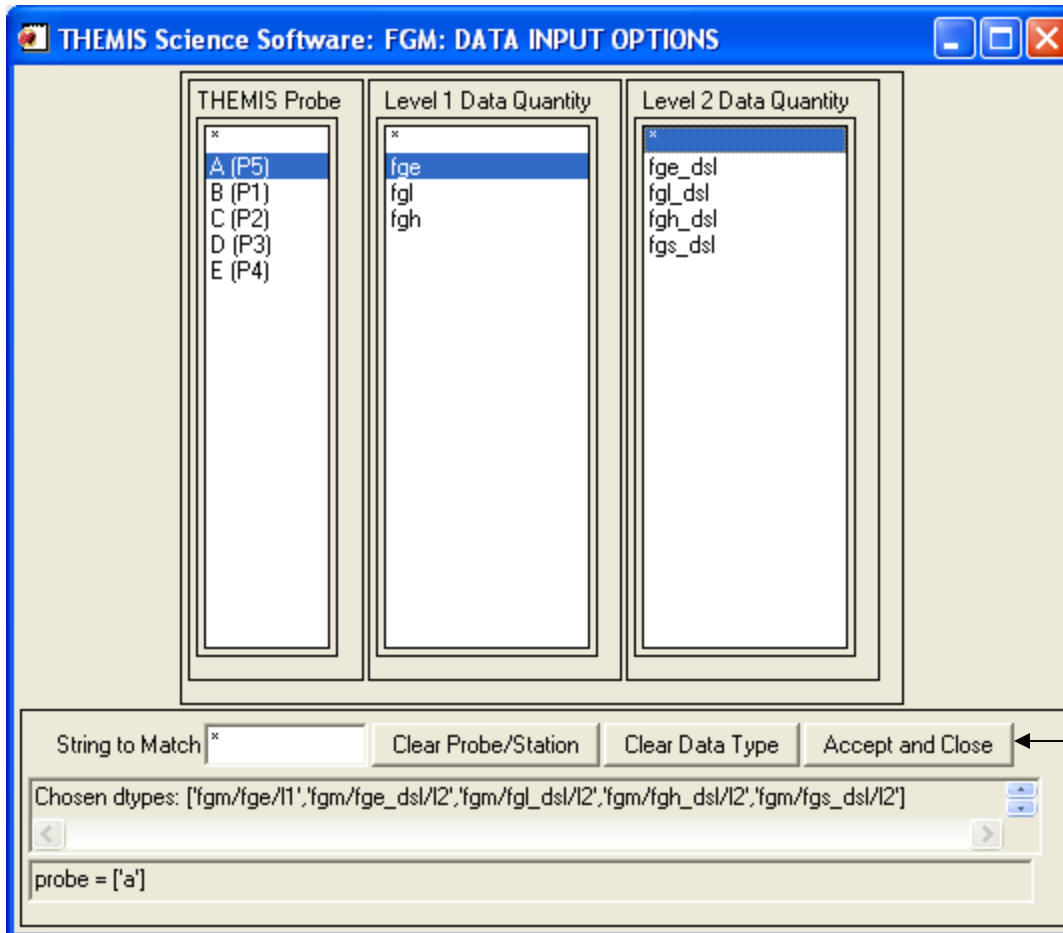 THEMIS Science Software: FGM: DATA INPUT OPTIONS
THEMIS Probe
*
A (P5)
B (P1)
C (P2)
D (P3)
E (P4)
Level 1 Data Quantity
*
fge
fgl
fgh
Level 2 Data Quantity
*
fge_dsl
fgl_dsl
fgh_dsl
fgs_dsl
String to Match * Clear Probe/Station Clear Data Type Accept and Close
Chosen dtypes: ['fgm/fge/l1','fgm/fge_dsl/l2','fgm/fgl_dsl/l2','fgm/fgh_dsl/l2','fgm/fgs_dsl/l2']
probe = ['a']